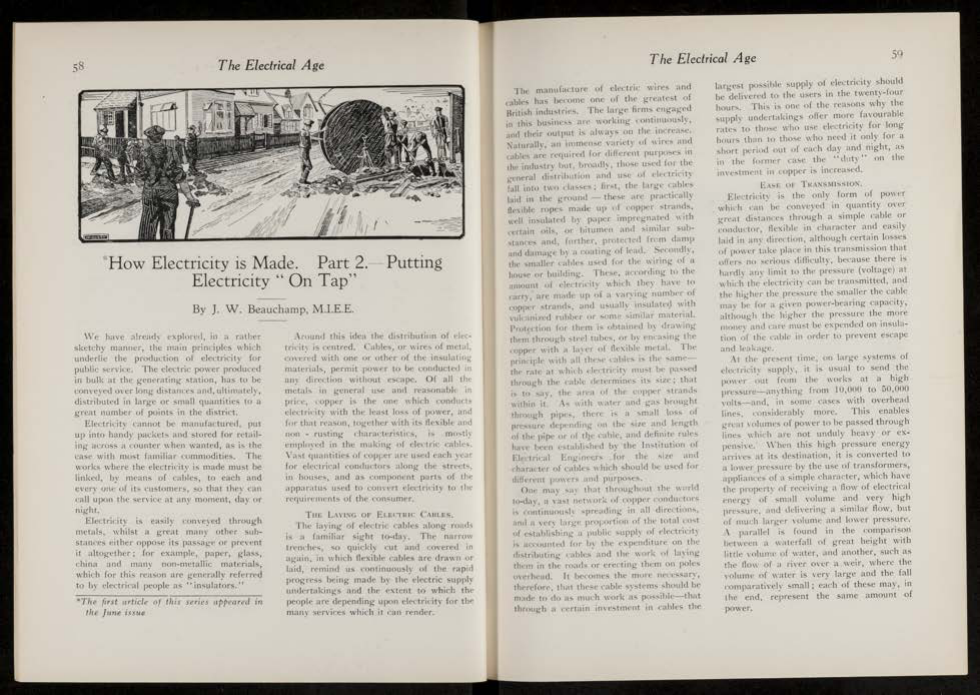 58
The Electrical Age
*How Electricity is Made. Part 2.—Putting
Electricity "On Tap"
By J. W. Beauchamp, M.I.E.E.
We have already explored, in a rather
sketchy manner, the main principles which
underlie the production of electricity for
public service. The electric power produced
in bulk at the generating station, has to be
conveyed over long distances and, ultimately,
distributed in large or small quantities to a
great number of points in the district.
Electricity cannot be manufactured, put
up into handy packets and stored for retail-
ing across a counter when wanted, as is the
case with most familiar commodities. The
works where the electricity is made must be
linked, by means of cables, to each and
every one of its customers, so that they can
call upon the service at any moment, day or
night.
Electricity is easily conveyed through
metals, whilst a great many other sub-
stances either oppose its passage or prevent
it altogether; for example, paper, glass,
china and many non-metallic materials,
which for this reason are generally referred
to by electrical people as "insulators."
*The first article of this series appeared in
the June issue
Around this idea the distribution of elec-
tricity is centred. Cables, or wires of metal,
covered with one or other of the insulating
materials, permit power to be conducted in
any direction without escape. Of all the
metals in general use and reasonable in
price, copper is the one which conducts
electricity with the least loss of power, and
for that reason, together with its flexible and
non-rusting characteristics, is mostly
employed in the making of electric cables.
Vast quantities of copper are used each year
for electrical conductors along the streets,
in houses, and as component parts of the
apparatus used to convert electricity to the
requirements of the consumer.
THE LAYING OF ELECTRIC CABLES.
The laying of electric cables along roads
is a familiar sight to-day. The narrow
trenches, so quickly cut and covered in
again, in which flexible cables are drawn or
laid, remind us continuously of the rapid
progress being made by the electric supply
undertakings and the extent to which the
people are depending upon electricity for the
many services which it can render.
The Electrical Age
59
The manufacture of electric wires and
cables has become one of the greatest of
British industries. The large firms engaged
in this business are working continuously,
and their output is always on the increase.
Naturally, an immense variety of wires and
cables are required for different purposes in
the industry but, broadly, those used for the
general distribution and use of electricity
fall into two classes; first, the large cables
laid in the ground — these are practically
flexible ropes made up of copper strands,
well insulated by paper impregnated with
certain oils, or bitumen and similar sub-
stances and, further, protected from damp
and damage by a coating of lead. Secondly,
the smaller cables used for the wiring of a
house or building. These, according to the
amount of electricity which they have to
carry, are made up of a varying number of
copper strands, and usually insulated with
vulcanized rubber or some similar material.
Protection for them is obtained by drawing
them through steel tubes, or by encasing the
copper with a layer of flexible metal. The
principle with all these cables is the same—
the rate at which electricity must be passed
through the cable determines its size; that
is to say, the area of the copper strands
within it. As with water and gas brought
through pipes, there is a small loss of
pressure depending on the size and length
of the pipe or of the cable, and definite rules
have been established by the Institution of
Electrical Engineers for the size and
character of cables which should be used for
different powers and purposes.
One may say that throughout the world
to-day, a vast network of copper conductors
is continuously spreading in all directions,
and a very large proportion of the total cost
of establishing a public supply of electricity
is accounted for by the expenditure on the
distributing cables and the work of laying
them in the roads or erecting them on poles
overhead. It becomes the more necessary,
therefore, that these cable systems should be
made to do as much work as possible—that
through a certain investment in cables the
largest possible supply of electricity should
be delivered to the users in the twenty-four
hours. This is one of the reasons why the
supply undertakings offer more favourable
rates to those who use electricity for long
hours than to those who need it only for a
short period out of each day and night, as
in the former case the "duty" on the
investment in copper is increased.
EASE OF TRANSMISSION.
Electricity is the only form of power
which can be conveyed in quantity over
great distances through a simple cable or
conductor, flexible in character and easily
laid in any direction, although certain losses
of power take place in this transmission that
offers no serious difficulty, because there is
hardly any limit to the pressure (voltage) at
which the electricity can be transmitted, and
the higher the pressure the smaller the cable
may be for a given power-bearing capacity,
although the higher the pressure the more
money and care must be expended on insula-
tion of the cable in order to prevent escape
and leakage.
At the present time, on large systems of
electricity supply, it is usual to send the
power out from the works at a high
pressure—anything from 10,000 to 50,000
volts—and, in some cases with overhead
lines, considerably more. This enables
great volumes of power to be passed through
lines which are not unduly heavy or ex-
pensive. When this high pressure energy
arrives at its destination, it is converted to
a lower pressure by the use of transformers,
appliances of a simple character, which have
the property of receiving a flow of electrical
energy of small volume and very high
pressure, and delivering a similar flow, but
of much larger volume and lower pressure.
A parallel is found in the comparison
between a waterfall of great height with
little volume of water, and another, such as
the flow of a river over a weir, where the
volume of water is very large and the fall
comparatively small; each of these may, in
the end, represent the same amount of
power.